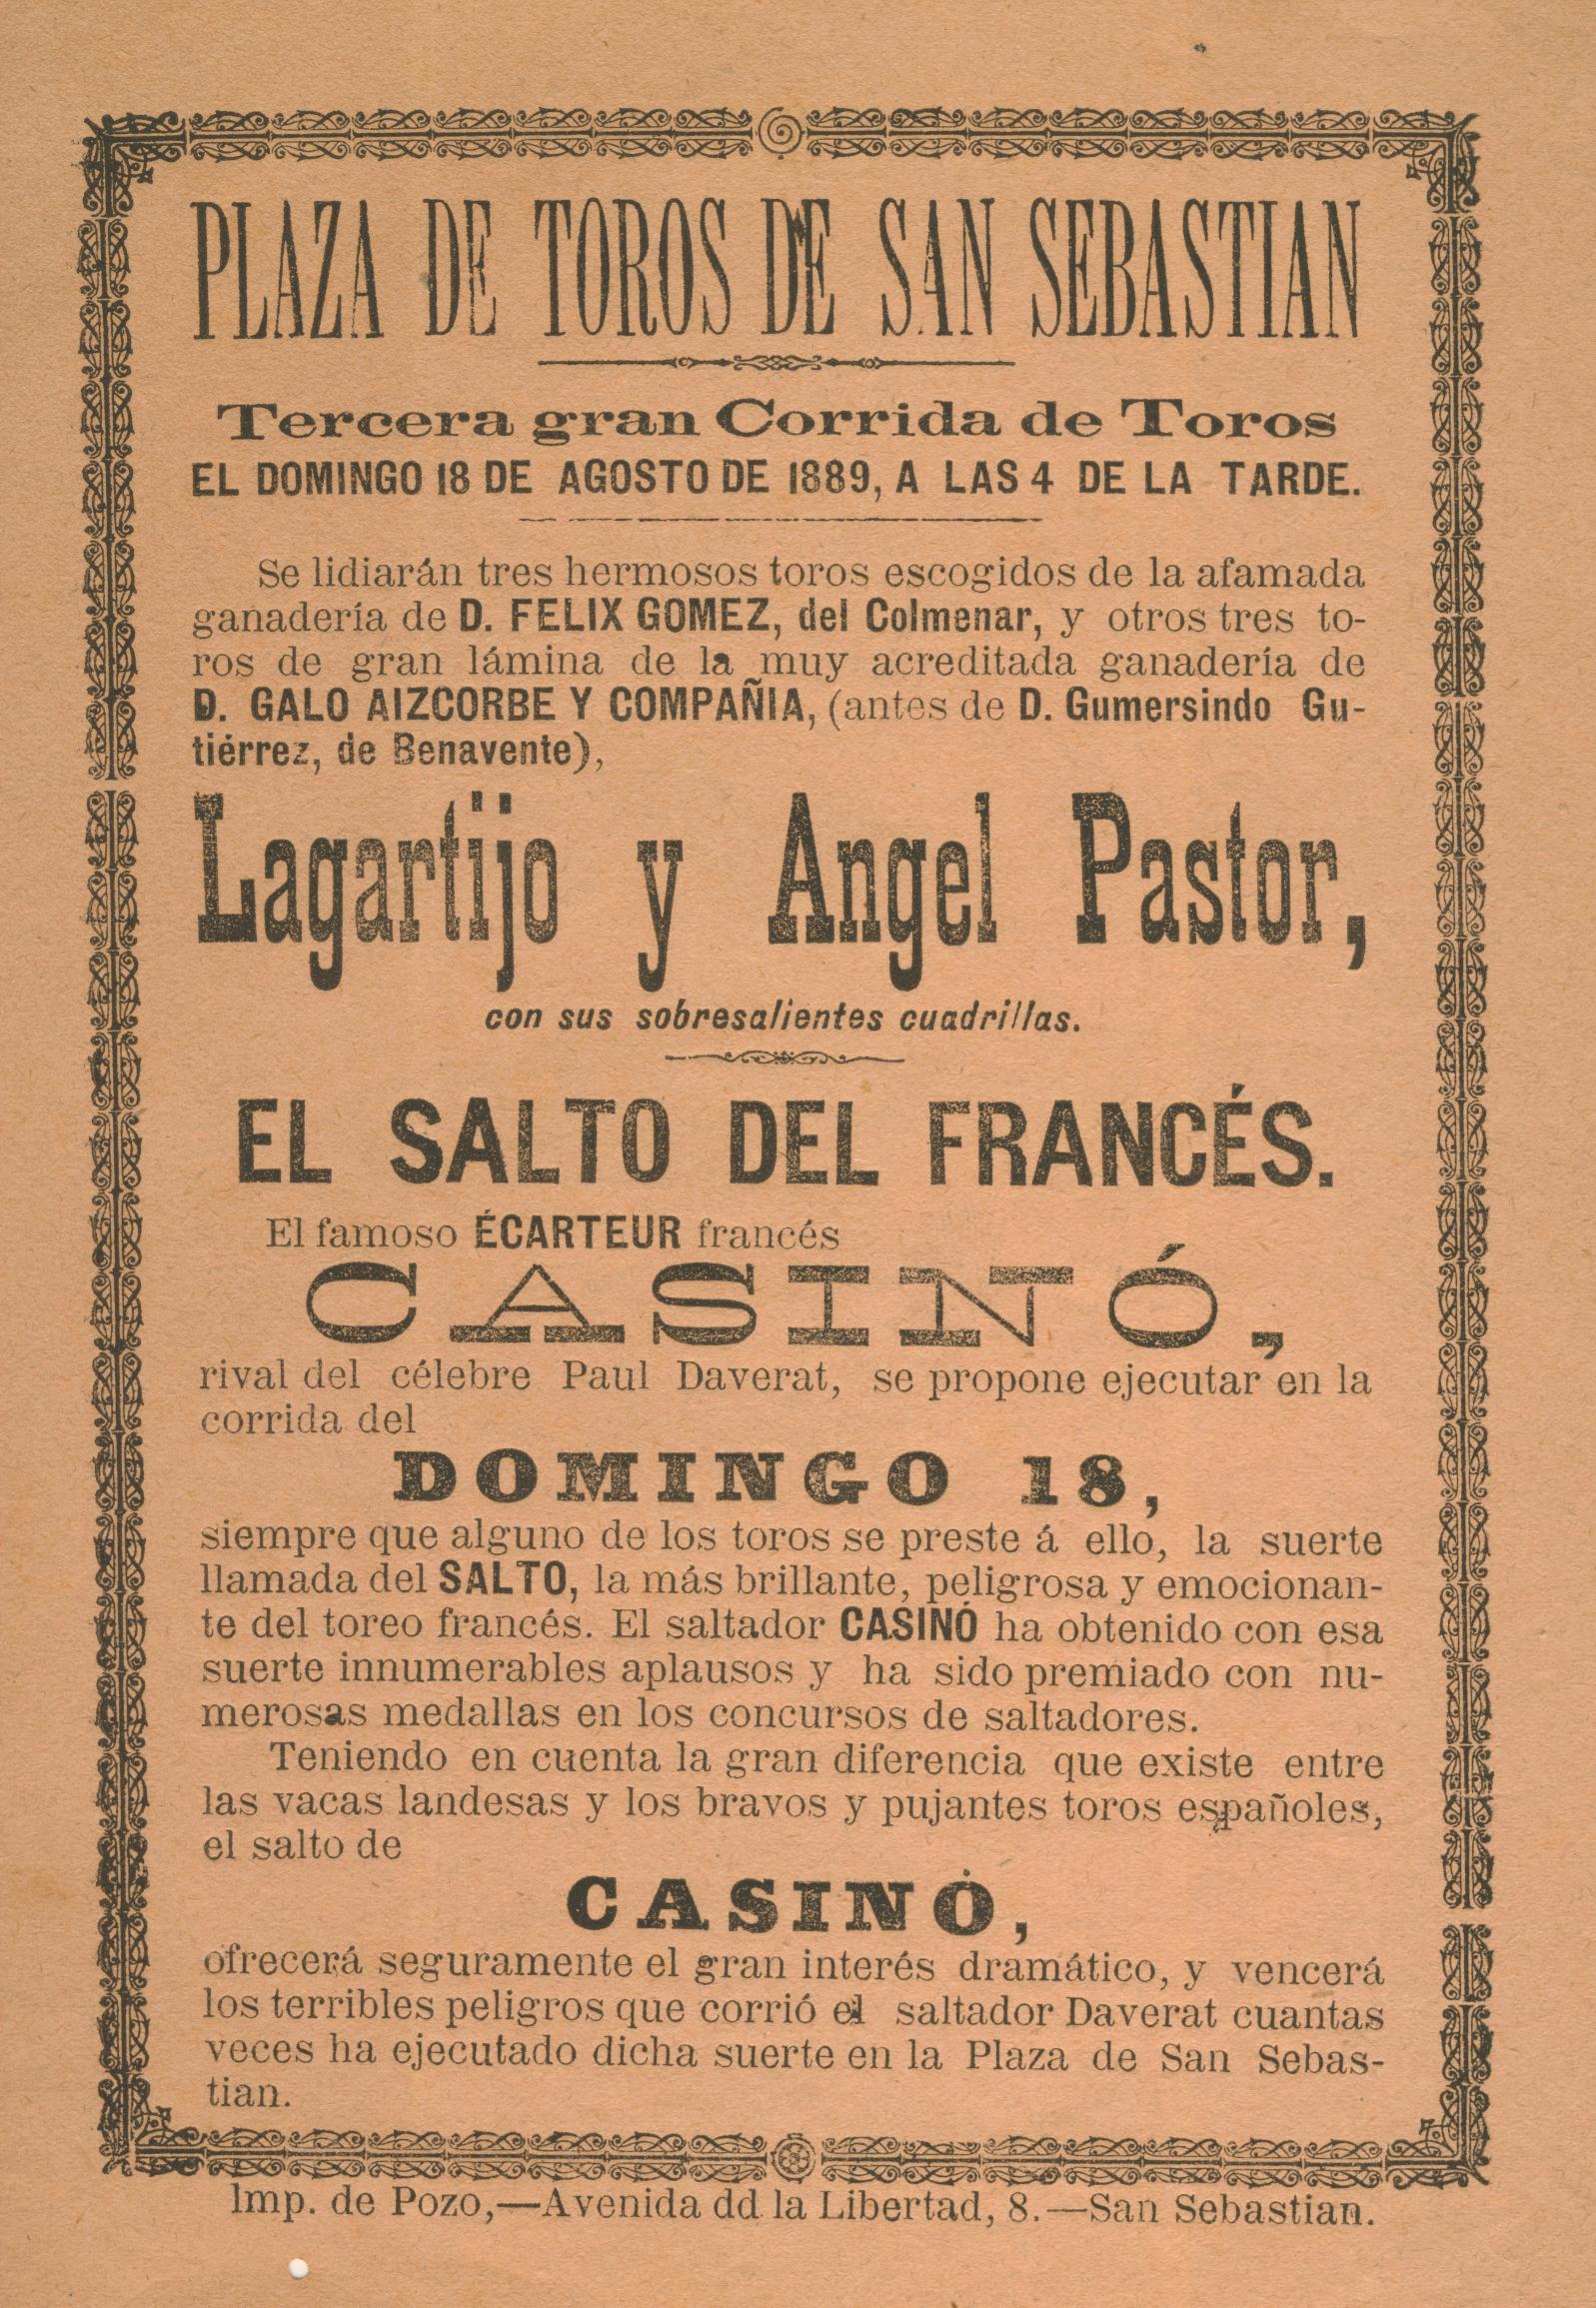 PLAZA DE TOROS DE SAN SEBASTIAN
Tercera gran Corrida de Toros
EL DOMINGO 18 DE AGOSTO DE 1889, A LAS 4 DE LA TARDE.
Se lidiarán tres hermosos toros escogidos de la afamada
ganadería de D. FELIX GOMEZ, del Colmenar, y otros tres to-
ros de gran lámina de la muy acreditada ganadería de
D. GALO AIZCORBE Y COMPAÑIA, (antes de D. Gumersindo Gu-
tiérrez, de Benavente),
Lagartijo y Angel Pastor,
con sus sobresalientes cuadrillas.
EL SALTO DEL FRANCÉS.
El famoso ÉCARTEUR francés
CASINÓ,
rival del célebre Paul Daverat, se propone ejecutar en la
corrida del
DOMINGO 18,
siempre que alguno de los toros se preste á ello, la suerte
llamada del SALTO, la más brillante, peligrosa y emocionan-
te del toreo francés. El saltador CASINÓ ha obtenido con esa
suerte innumerables aplausos y ha sido premiado con nu-
merosas medallas en los concursos de saltadores.
Teniendo en cuenta la gran diferencia que existe entre
las vacas landesas y los bravos y pujantes toros españoles,
el salto de
CASINÓ,
ofrecerá seguramente el gran interés dramático, y vencerá
los terribles peligros que corrió el saltador Daverat cuantas
veces ha ejecutado dicha suerte en la Plaza de San Sebas-
tian.
Imp. de Pozo,—Avenida dd la Libertad, 8.—San Sebastian.